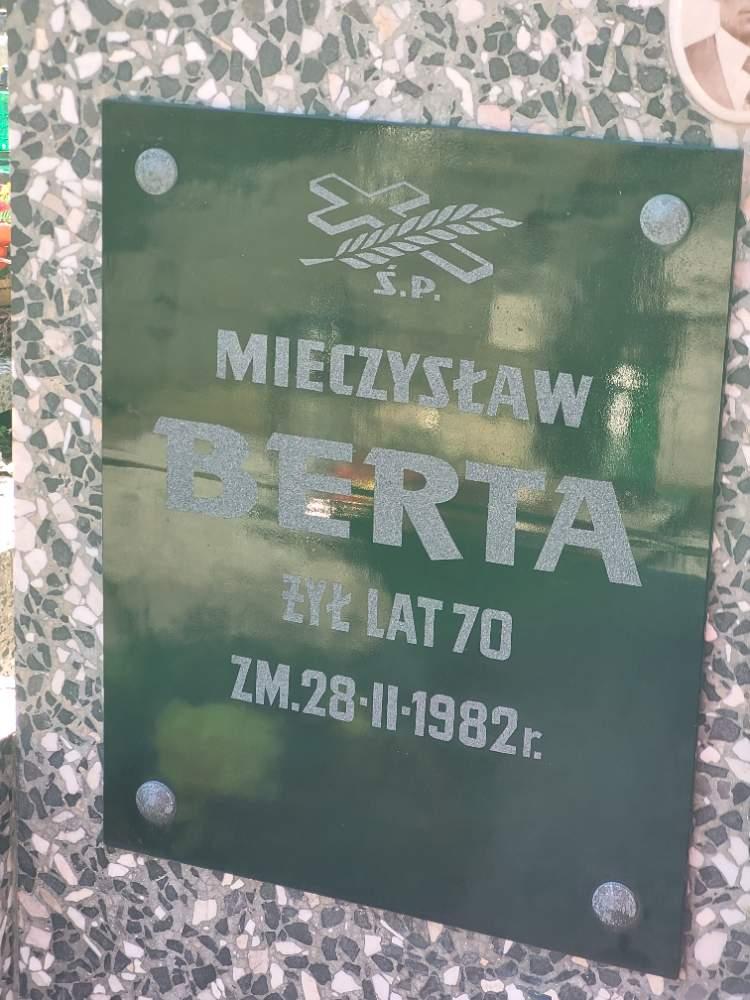 Ś.P.
MIECZYSŁAW
BERTA
ŻYŁ LAT 70
ZM.28·II·1982r.